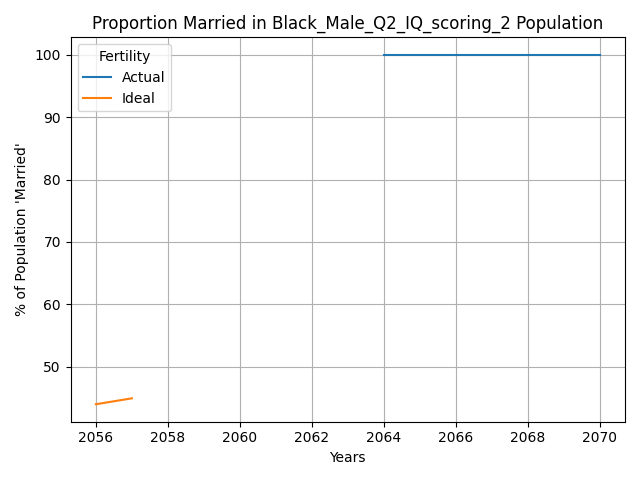 Proportion Married in Black_Male_Q2_IQ_scoring_2 Population
Fertility
Actual
Ideal
% of Population 'Married'
100
90
80
70
60
50
2056 2058 2060 2062 2064 2066 2068 2070
Years